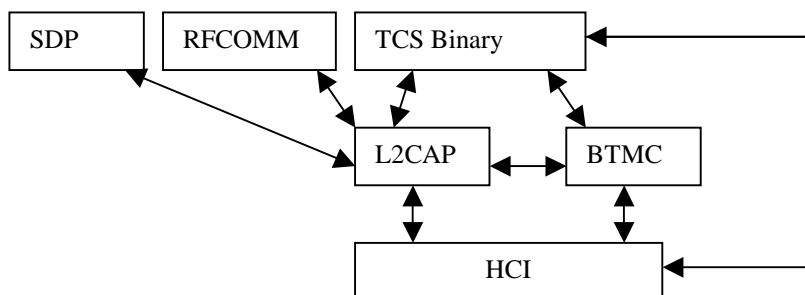 SDP
RFCOMM
TCS Binary
L2CAP
BTMC
HCI